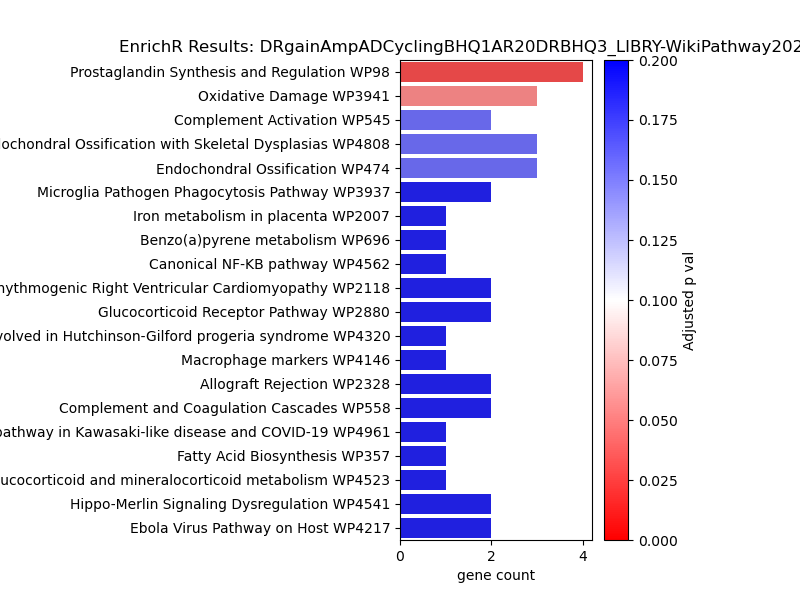 EnrichR Results: DRgainAmpADCyclingBHQ1AR20DRBHQ3_LIBRY-WikiPathway202
Prostaglandin Synthesis and Regulation WP98
Oxidative Damage WP3941
Complement Activation WP545
ochondral Ossification with Skeletal Dysplasias WP4808
Endochondral Ossification WP474
Microglia Pathogen Phagocytosis Pathway WP3937
Iron metabolism in placenta WP2007
Benzo(a)pyrene metabolism WP696
Canonical NF-KB pathway WP4562
hythmogenic Right Ventricular Cardiomyopathy WP2118
Glucocorticoid Receptor Pathway WP2880
volved in Hutchinson-Gilford progeria syndrome WP4320
Macrophage markers WP4146
Allograft Rejection WP2328
Complement and Coagulation Cascades WP558
pathway in Kawasaki-like disease and COVID-19 WP4961
Fatty Acid Biosynthesis WP357
ucocorticoid and mineralocorticoid metabolism WP4523
Hippo-Merlin Signaling Dysregulation WP4541
Ebola Virus Pathway on Host WP4217
0 2 4
gene count
0.200
0.175
0.150
0.125
0.100
0.075
0.050
0.025
0.000
Adjusted p val